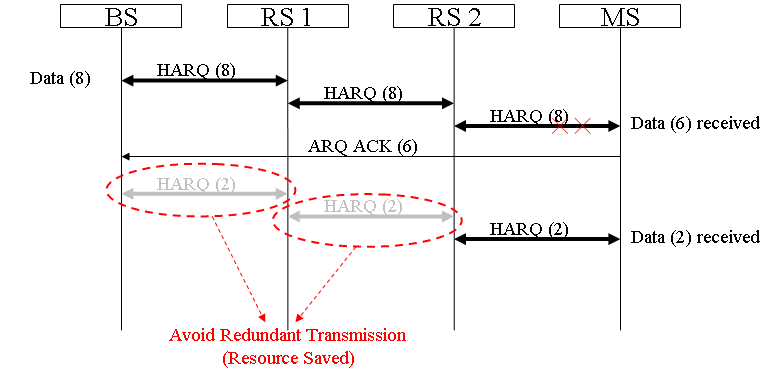 BS RS 1 RS 2 MS
Data (8)
HARQ (8)
HARQ (8)
HARQ (8)
Data (6) received
ARQ ACK (6)
HARQ (2)
HARQ (2)
HARQ (2)
Data (2) received
Avoid Redundant Transmission
(Resource Saved)